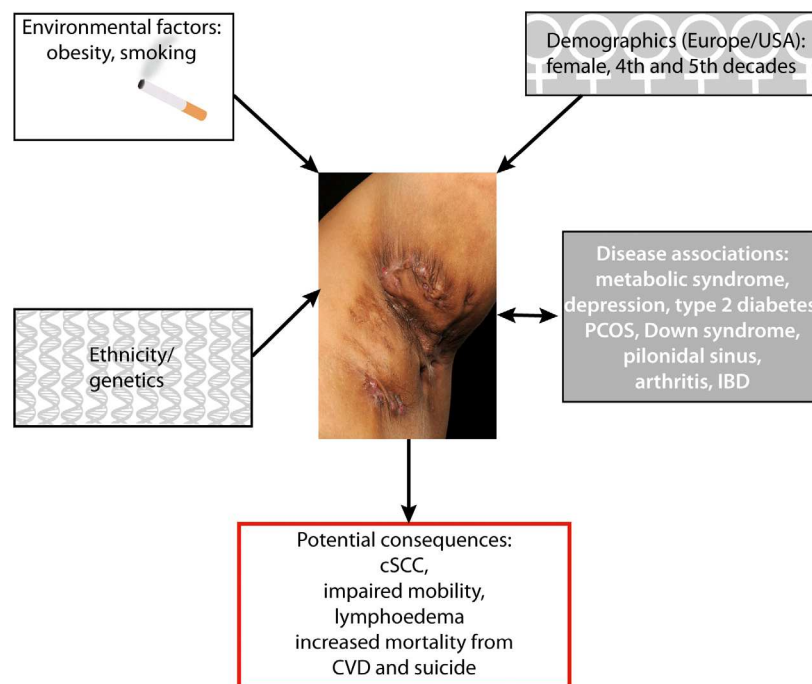 Environmental factors:
obesity, smoking
Demographics (Europe/USA):
female, 4th and 5th decades
Disease associations:
metabolic syndrome,
depression, type 2 diabetes
PCOS, Down syndrome,
pilonidal sinus,
arthritis, IBD
Ethnicity/
genetics
Potential consequences:
cSCC,
impaired mobility,
lymphoedema
increased mortality from
CVD and suicide